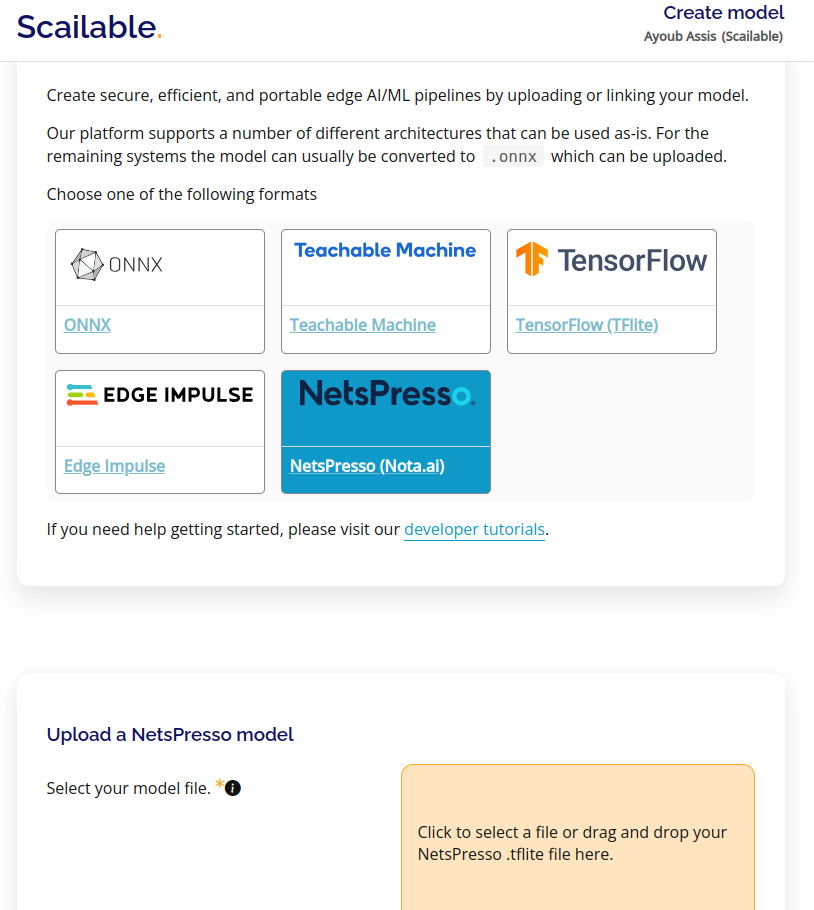 Scailable.
Create model
Ayoub Assis (Scailable)
Create secure, efficient, and portable edge AI/ML pipelines by uploading or linking your model.
Our platform supports a number of different architectures that can be used as-is. For the
remaining systems the model can usually be converted to .onnx which can be uploaded.
Choose one of the following formats
ONNX
Teachable Machine
TensorFlow
ONNX
Teachable Machine
TensorFlow (TFlite)
EDGE IMPULSE
NetsPresso.
Edge Impulse
NetsPresso (Nota.ai)
If you need help getting started, please visit our developer tutorials.
Upload a NetsPresso model
Select your model file. *
Click to select a file or drag and drop your
NetsPresso .tflite file here.